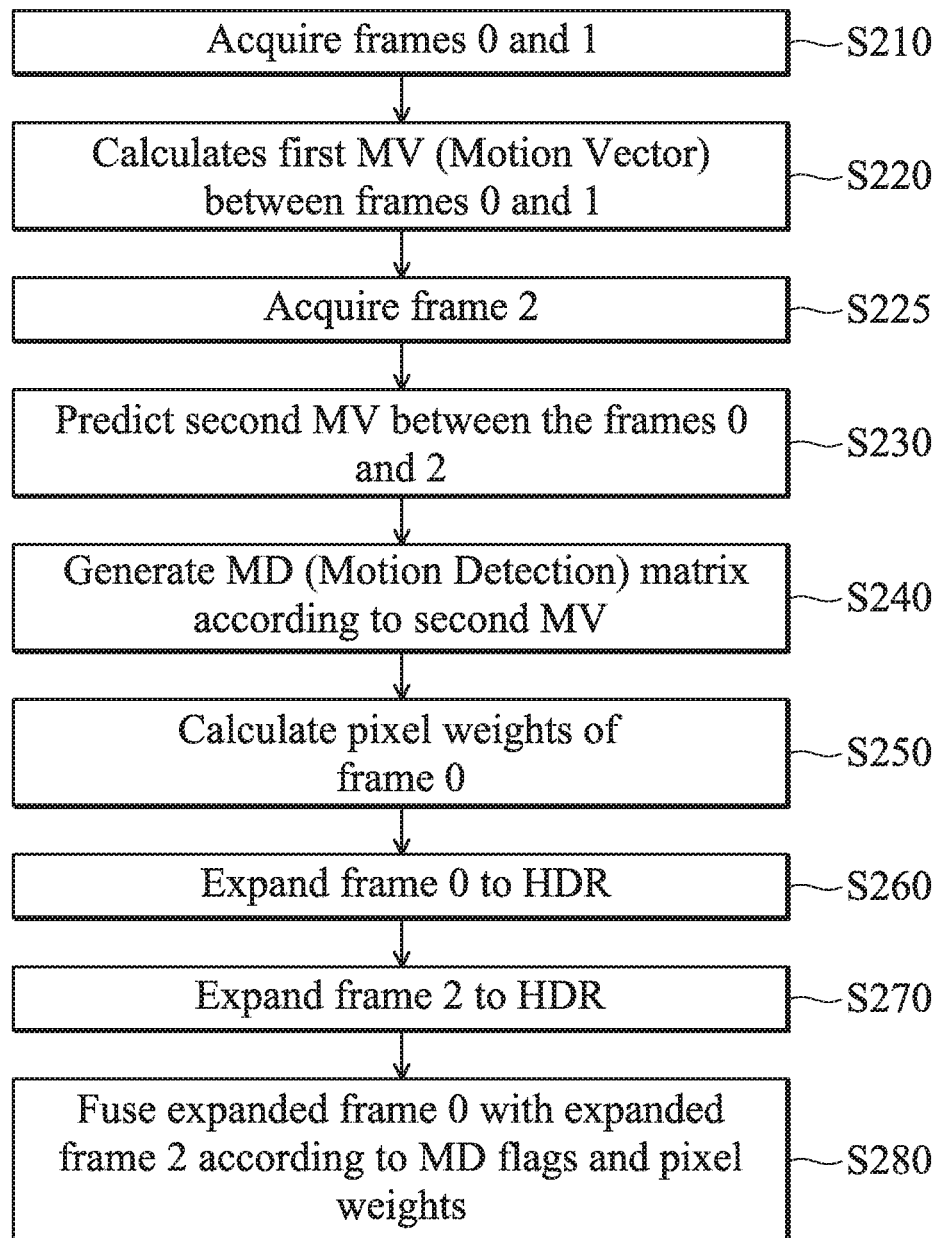 Acquire frames 0 and 1
S210
Calculates first MV (Motion Vector)
between frames 0 and 1
S220
Acquire frame 2
S225
Predict second MV between the frames 0
and 2
S230
Generate MD (Motion Detection) matrix
according to second MV
S240
Calculate pixel weights of
frame 0
S250
Expand frame 0 to HDR
S260
Expand frame 2 to HDR
S270
Fuse expanded frame 0 with expanded
frame 2 according to MD flags and pixel
weights
S280